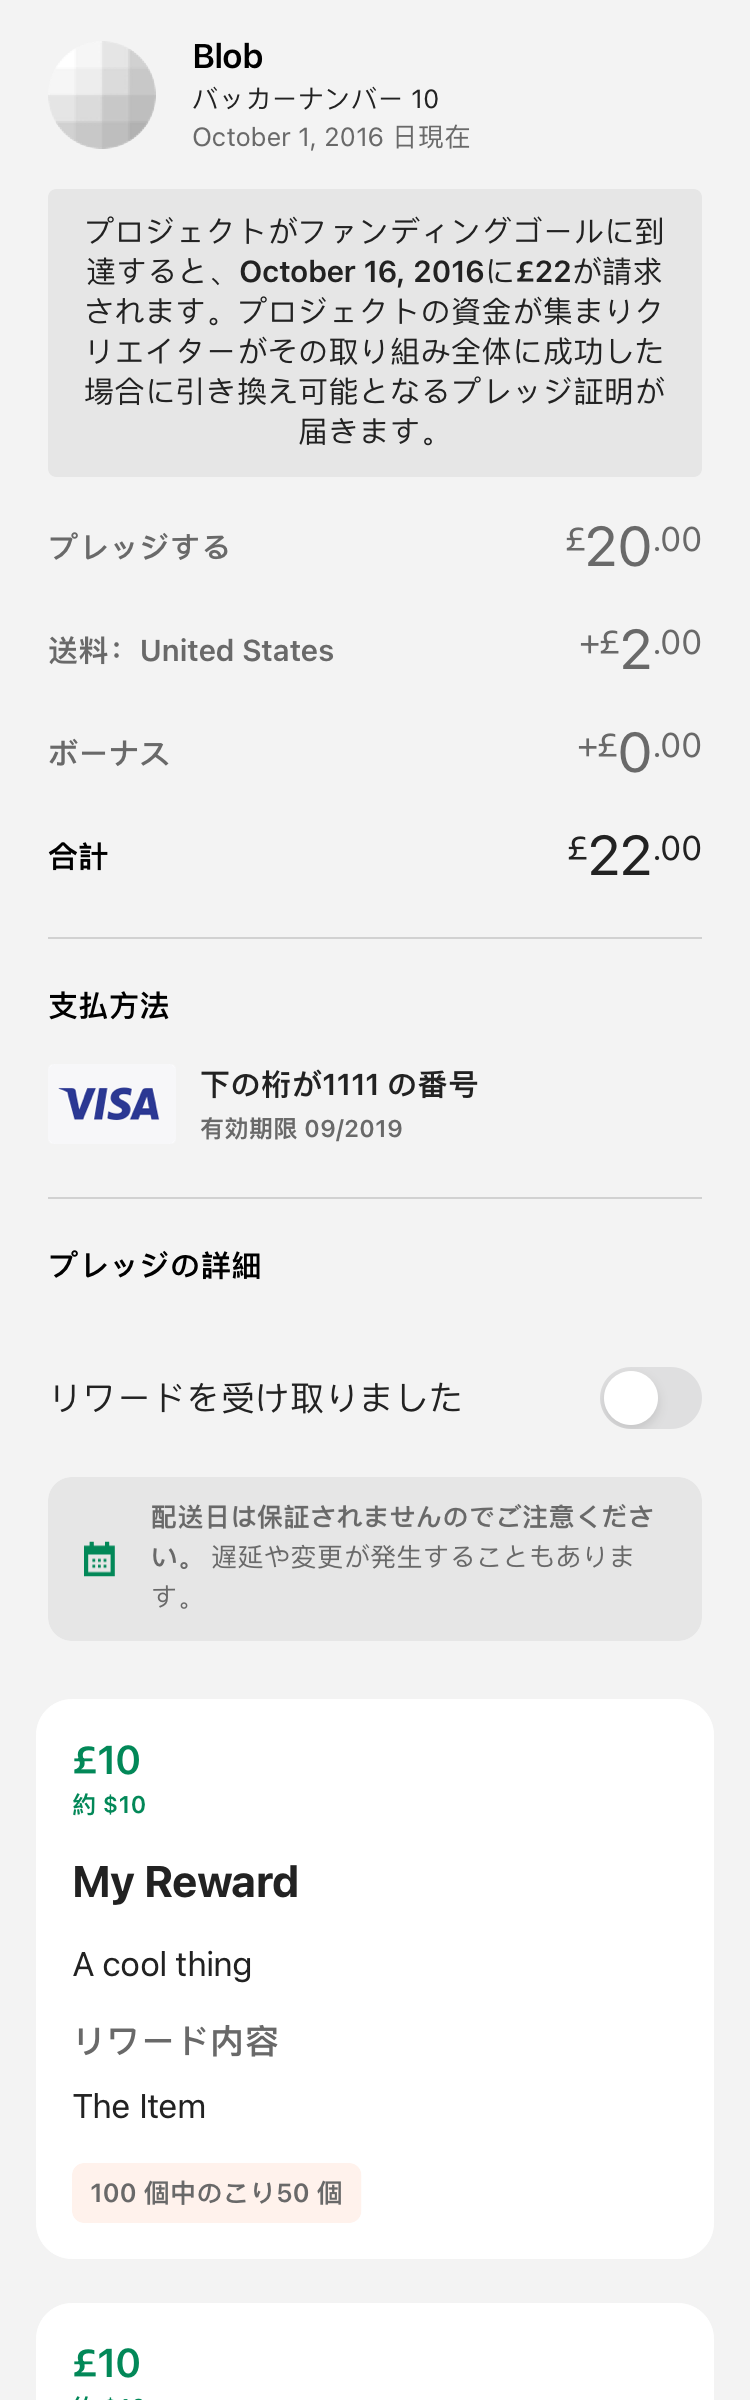 Blob
バッカーナンバー 10
October 1, 2016 日現在
プロジェクトがファンディングゴールに到
達すると、October 16, 2016に£22が請求
されます。プロジェクトの資金が集まりク
リエイターがその取り組み全体に成功した
場合に引き換え可能となるプレッジ証明が
届きます。
プレッジする £20.00
送料: United States +£2.00
ボーナス +£0.00
合計 £22.00
支払方法
VISA
下の桁が1111 の番号
有効期限 09/2019
プレッジの詳細
リワードを受け取りました
配送日は保証されませんのでご注意くださ
い。 遅延や変更が発生することもありま
す。
£10
約 $10
My Reward
A cool thing
リワード内容
The Item
100 個中のこり50 個
£10